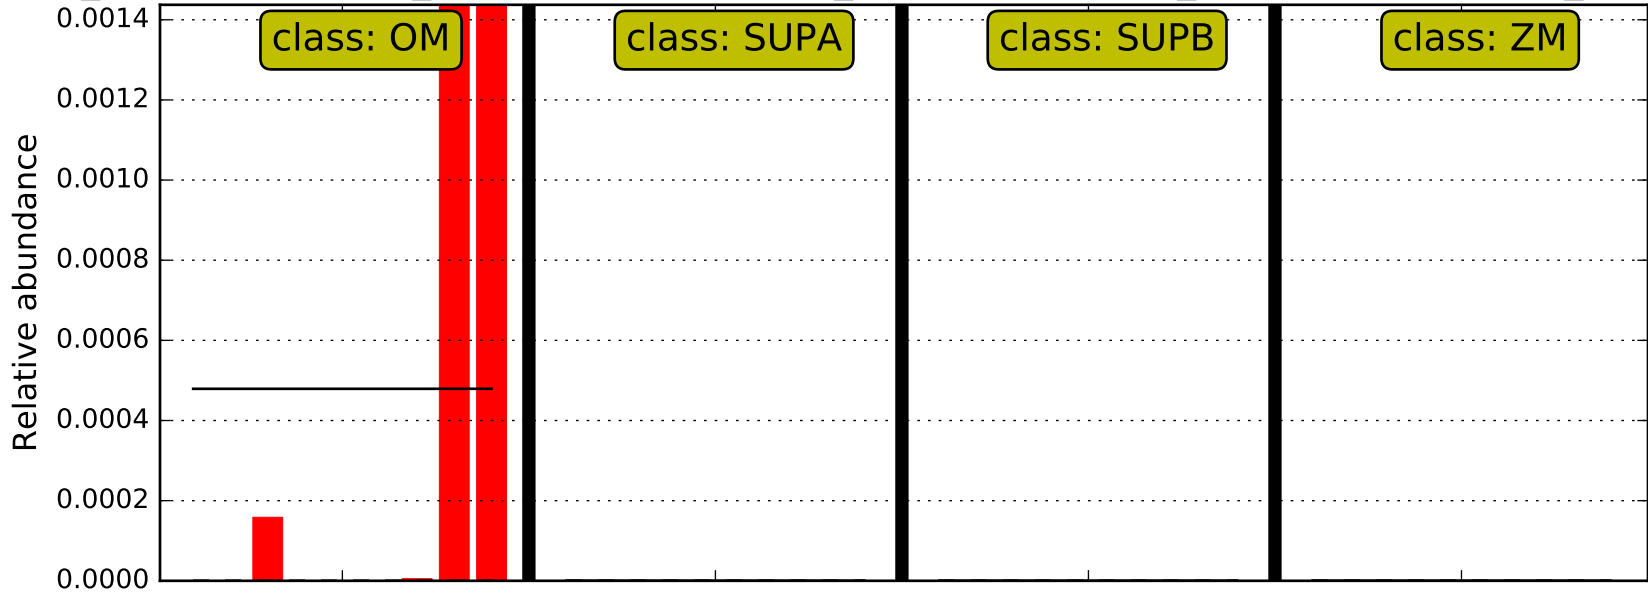 0.0014
class: OM
class: SUPA
class: SUPB
class: ZM
0.0012
0.0010
0.0008
0.0006
0.0004
0.0002
0.0000
Relative abundance